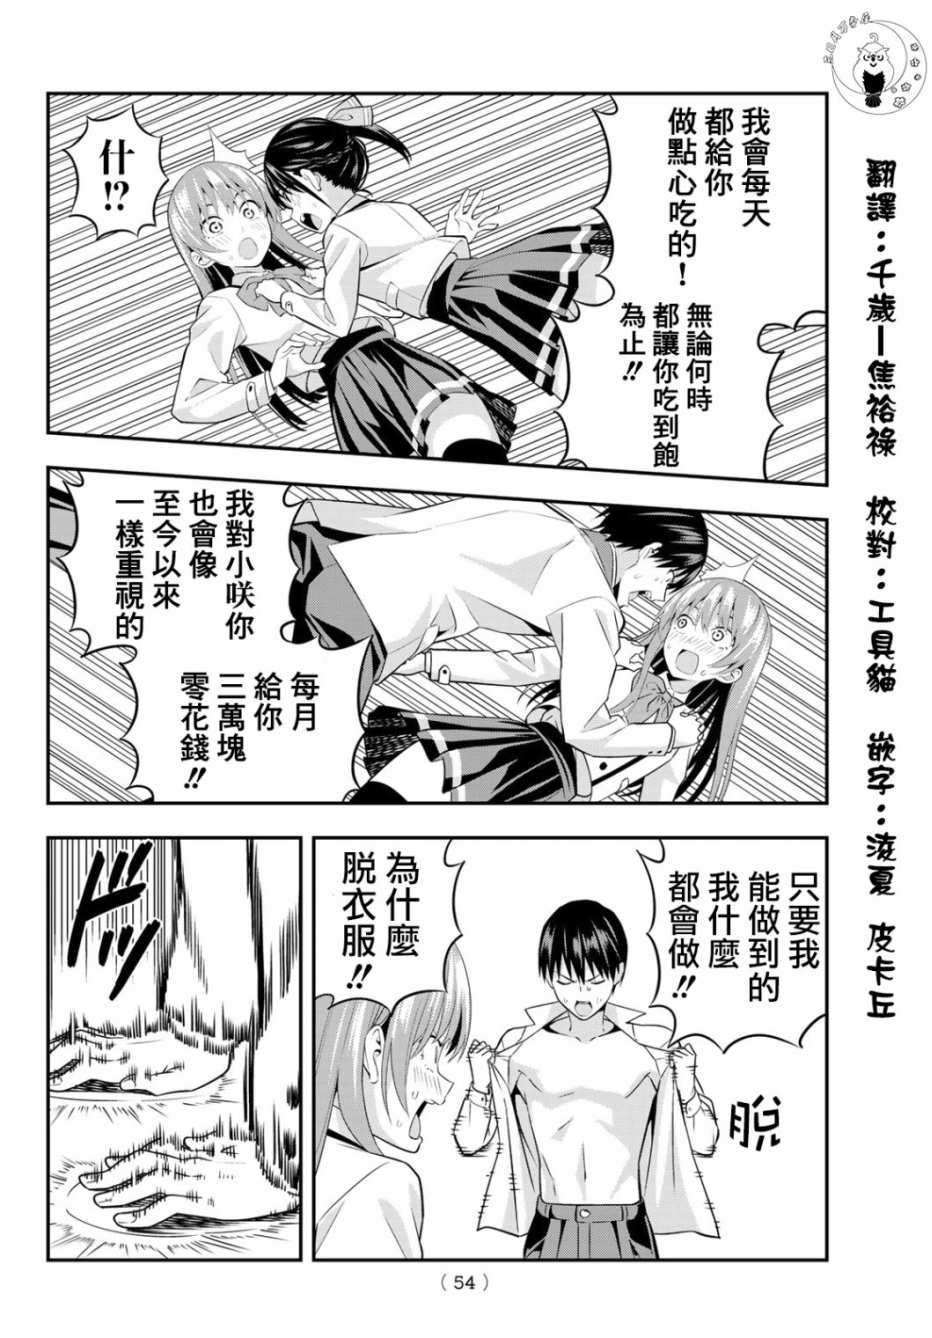 我會每天
都給你
做點心吃的！
無論何時
都讓你吃到飽
為止!!
什!?
每月
給你
三萬塊
零花錢!!
我對小咲你
也會像
至今以來
一樣重視的
只要我
能做到的
我什麼
都會做!!
脫
為什麼
脫衣服!!
ドッ
翻譯：千歲—焦裕祿　校對：工具貓　嵌字：淩夏　皮卡丘
（54）